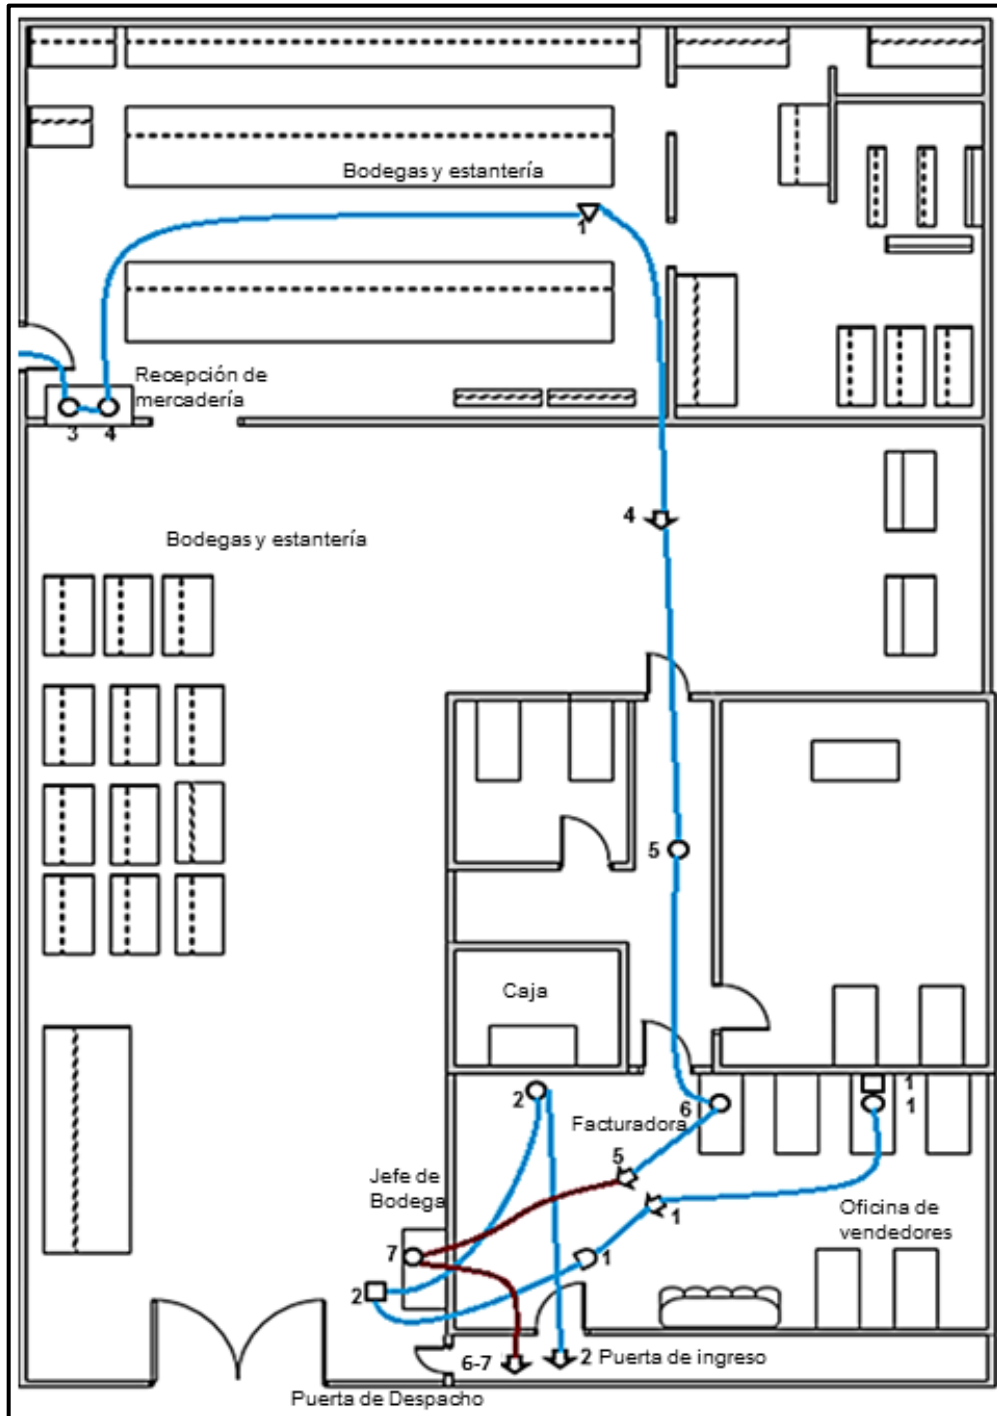 Bodegas y estantería
1
Recepción de
mercadería
3
4
4
Bodegas y estantería
5
Caja
2
6
1
1
Facturadora
5
Jefe de
Bodega
1
Oficina de
vendedores
7
1
2
6-7
2
Puerta de ingreso
Puerta de Despacho